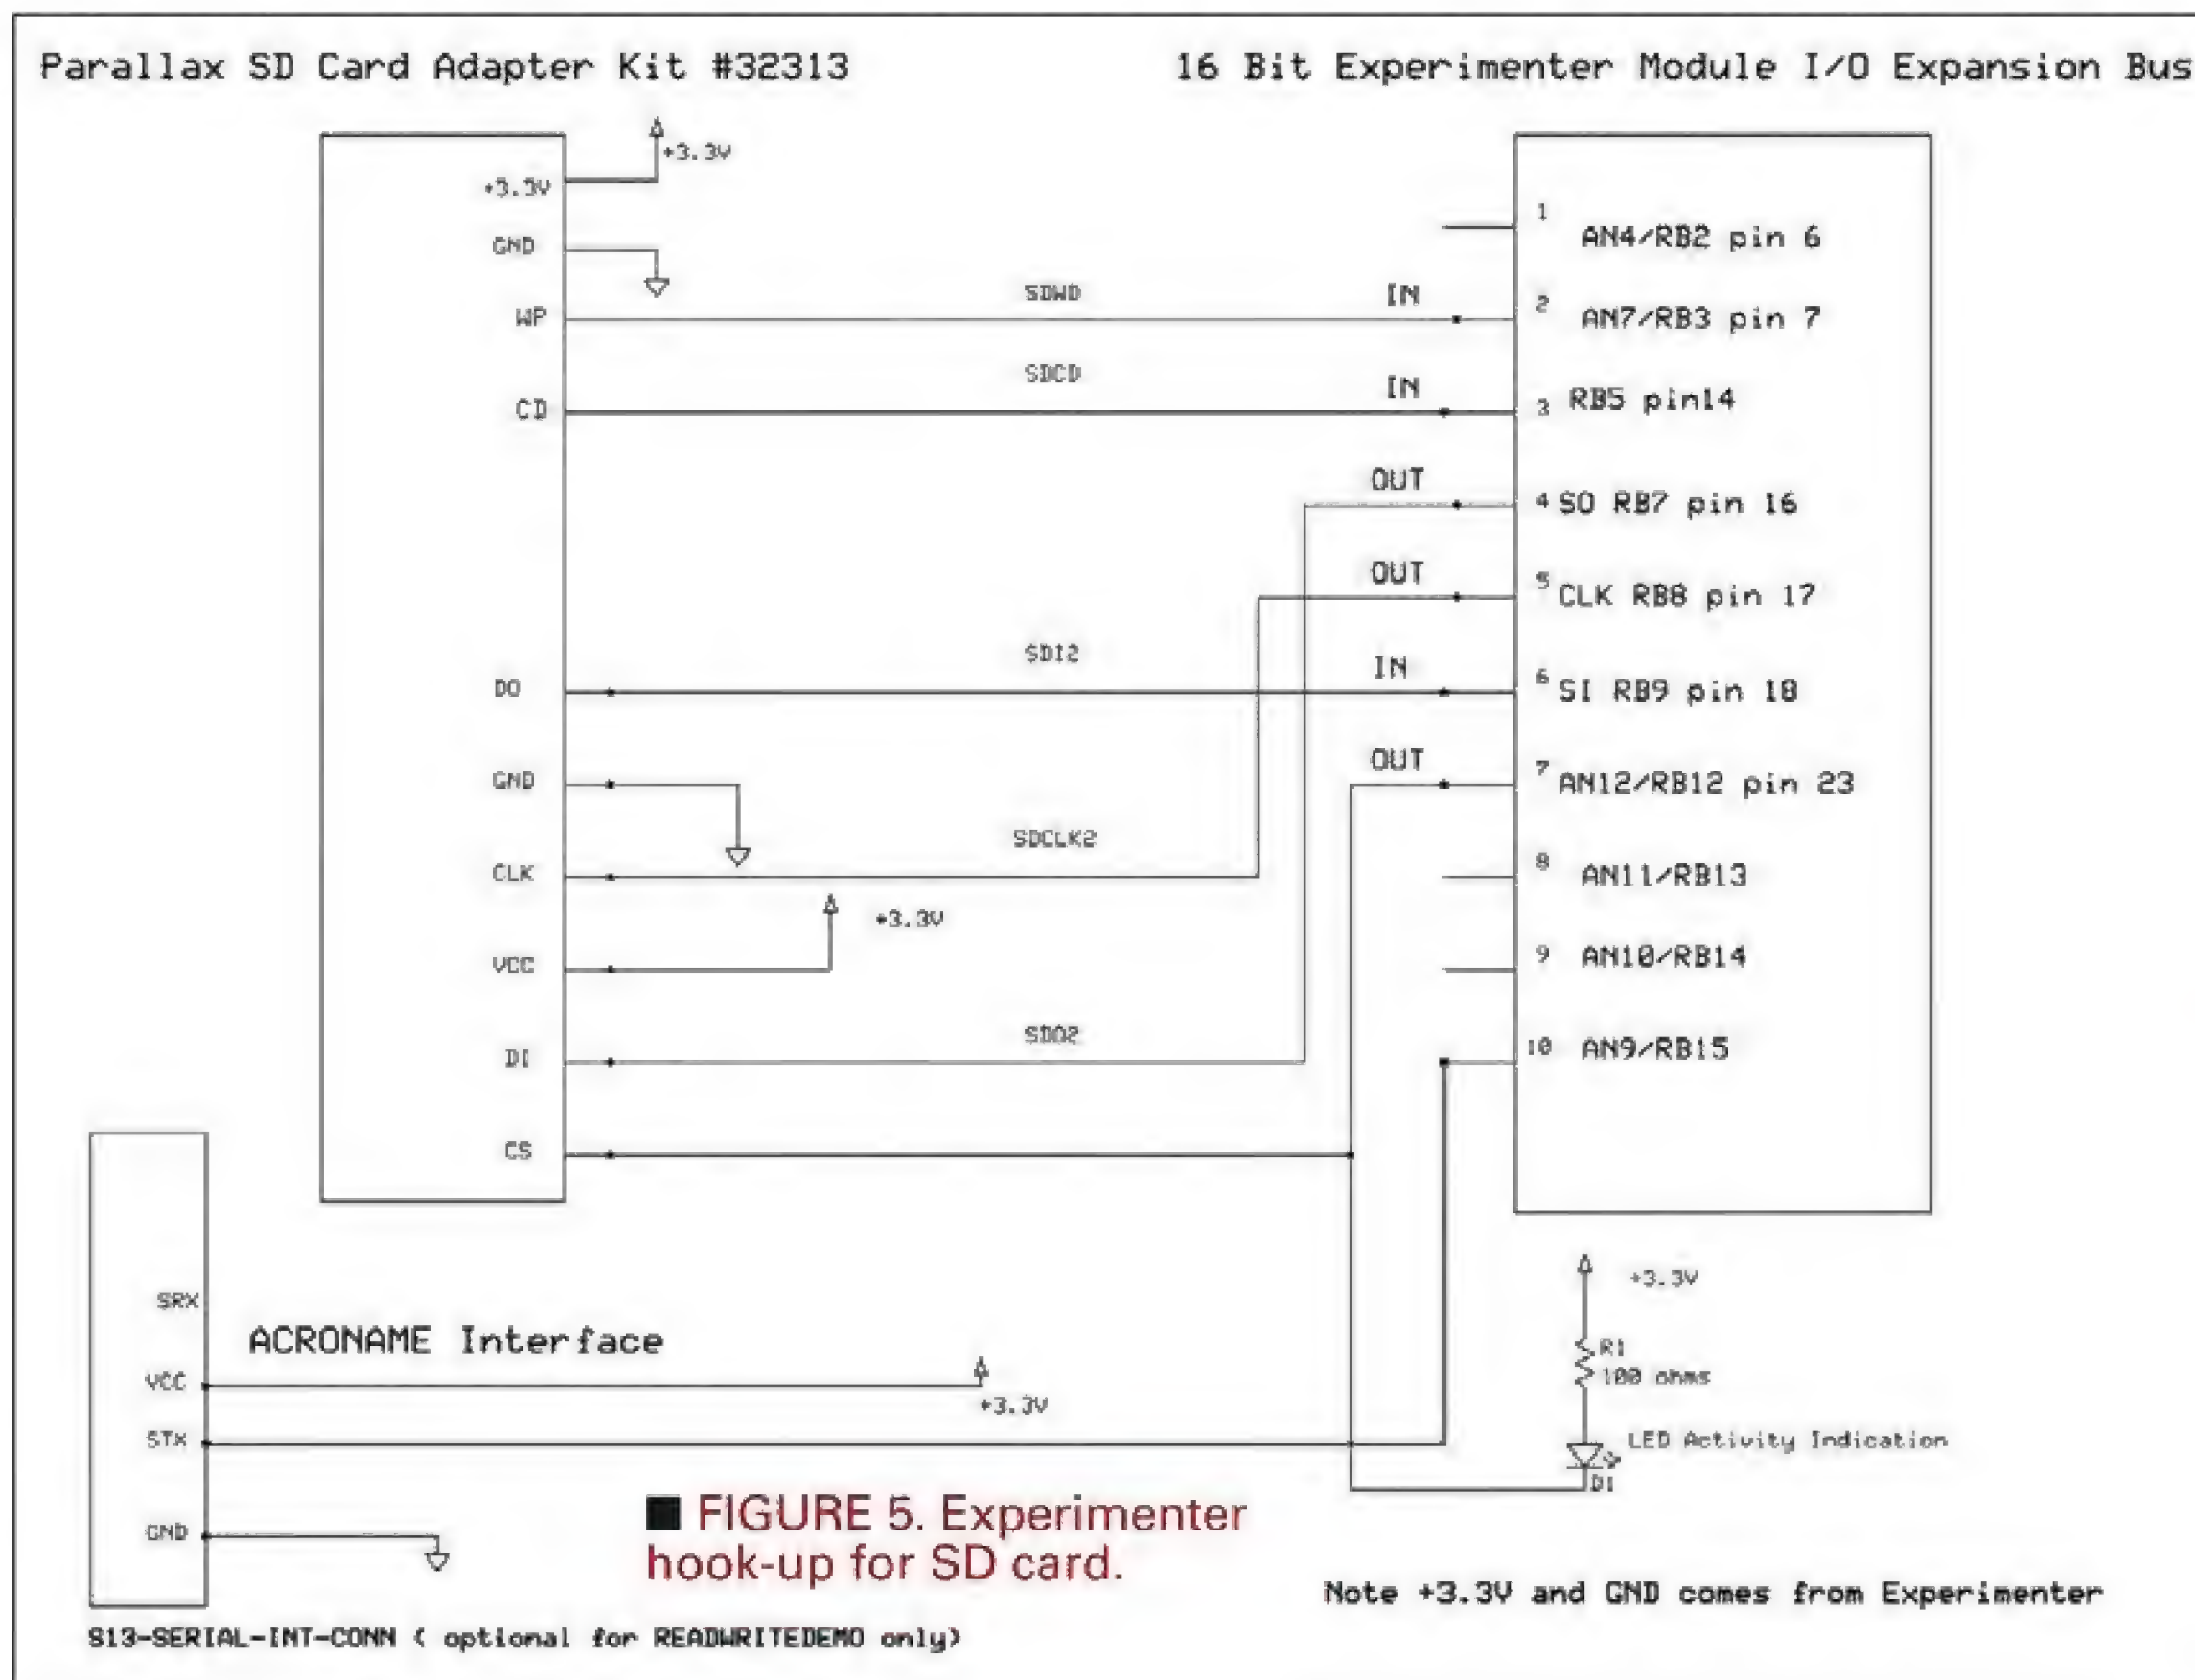 Parallax SD Card Adapter Kit #32313
16 Bit Experimenter Module I/O Expansion Bus
+3.3V
+3.3V
GND
WP
SDWD
IN
CD
SDCD
IN
DO
SDI2
IN
GND
CLK
SDCLK2
OUT
VCC
+3.3V
DI
SDO2
OUT
CS
OUT
1 AN4/RB2 pin 6
2 AN7/RB3 pin 7
3 RB5 pin14
4 SO RB7 pin 16
5 CLK RB8 pin 17
6 SI RB9 pin 18
7 AN12/RB12 pin 23
8 AN11/RB13
9 AN10/RB14
10 AN9/RB15
SRX
ACRONAME Interface
VCC
+3.3V
STX
GND
+3.3V
R1
100 ohms
LED Activity Indication
D1
■ FIGURE 5. Experimenter
hook-up for SD card.
Note +3.3V and GND comes from Experimenter
S13-SERIAL-INT-CONN ( optional for READWRITEDEMO only)